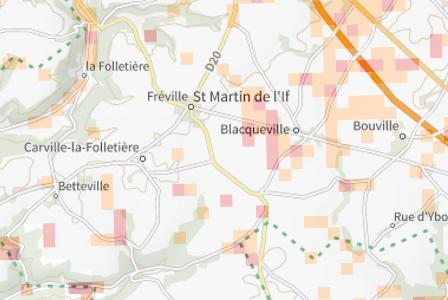 la Folletière
D20
Fréville
St Martin de l'If
Blacqueville
Bouville
Carville-la-Folletière
Betteville
Rue d'Ybo